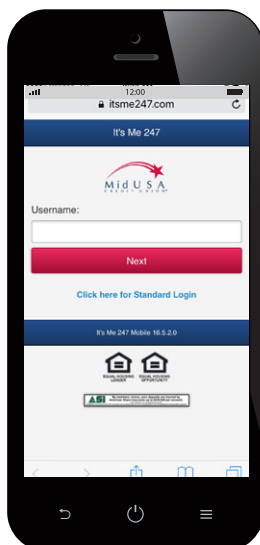 12:00
itsme247.com
It's Me 247
MidUSA
CREDIT UNION
Username:
Next
Click here for Standard Login
It's Me 247 Mobile 16.5.2.0
EQUAL HOUSING EQUAL HOUSING
LENDER OPPORTUNITY
ASI